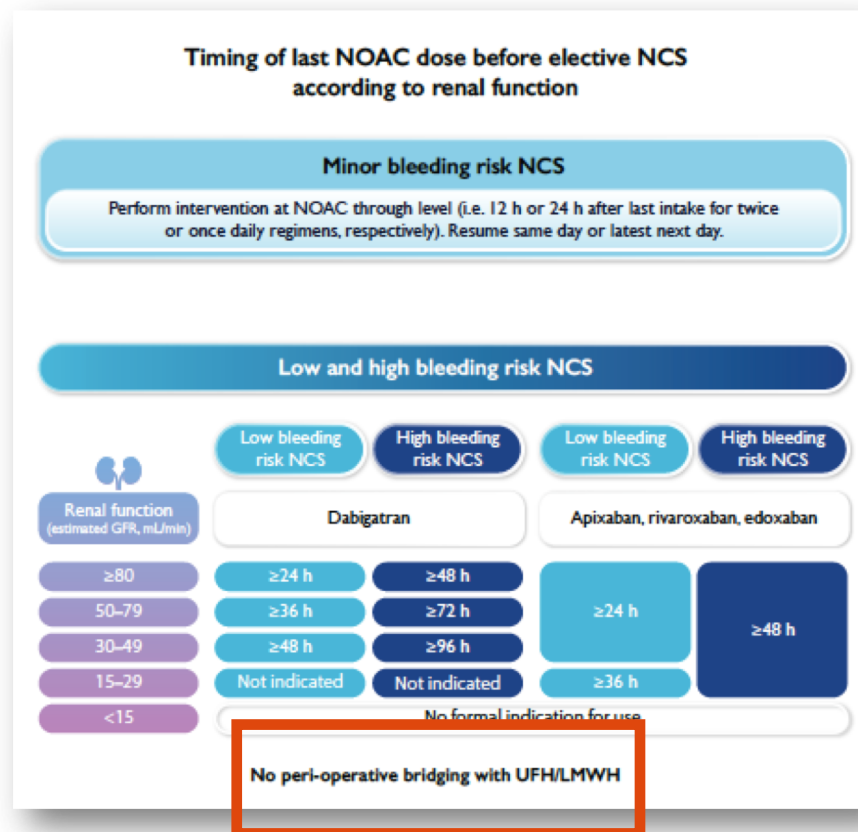 Timing of last NOAC dose before elective NCS
according to renal function
Minor bleeding risk NCS
Perform intervention at NOAC through level (i.e. 12 h or 24 h after last intake for twice
or once daily regimens, respectively). Resume same day or latest next day.
Low and high bleeding risk NCS
Low bleeding
risk NCS
High bleeding
risk NCS
Low bleeding
risk NCS
High bleeding
risk NCS
Renal function
(estimated GFR, mL/min)
Dabigatran
Apixaban, rivaroxaban, edoxaban
≥80
≥24 h
≥48 h
50–79
≥36 h
≥72 h
≥24 h
≥48 h
30–49
≥48 h
≥96 h
15–29
Not indicated
Not indicated
≥36 h
<15
No formal indication for use
No peri-operative bridging with UFH/LMWH